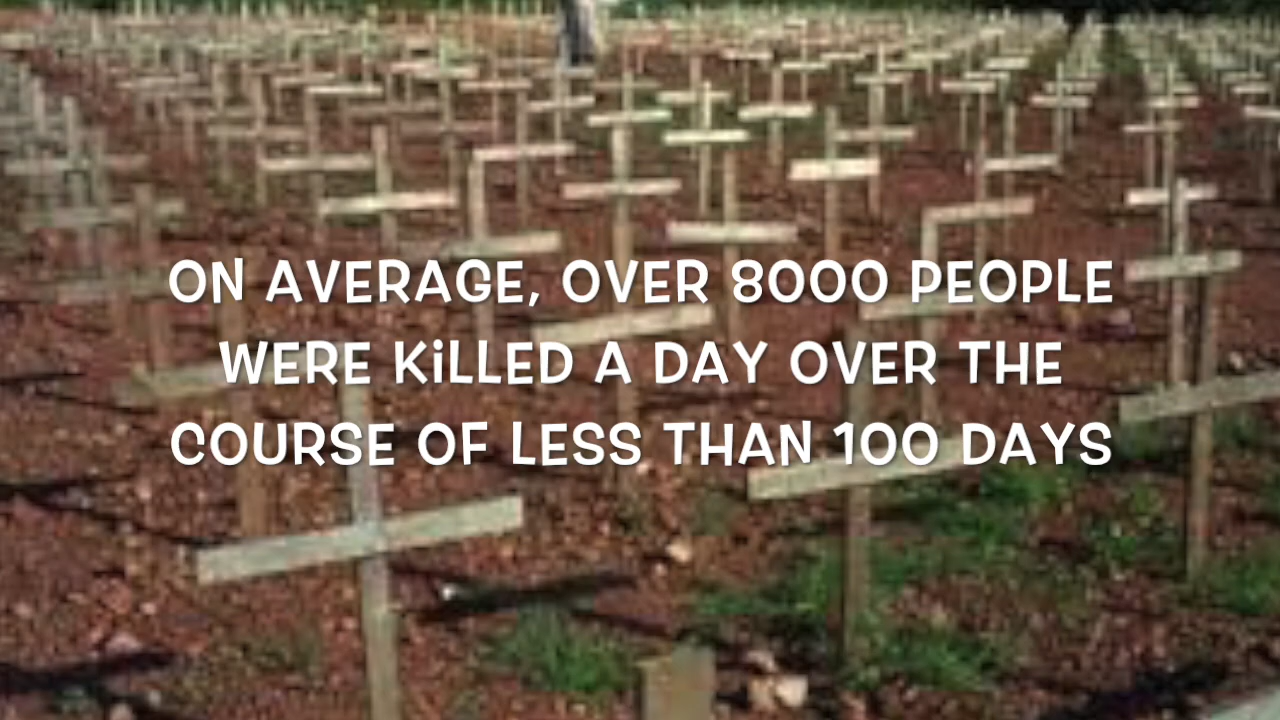 ON AVERAGE, OVER 8000 PEOPLE
WERE KiLLED A DAY OVER THE
COURSE OF LESS THAN 100 DAYS